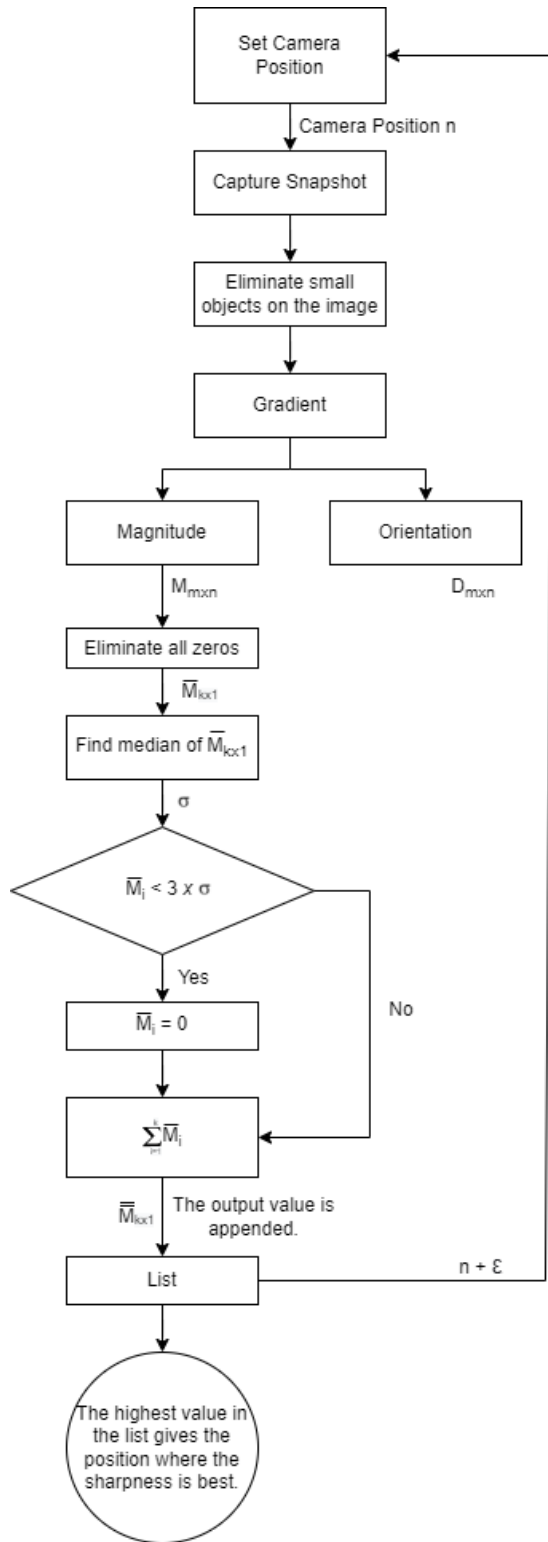 Set Camera
Position
Camera Position n
Capture Snapshot
Eliminate small
objects on the image
Gradient
Magnitude
Orientation
Mmxn
Dmxn
Eliminate all zeros
M̅kx1
Find median of M̅kx1
σ
M̅i < 3 x σ
Yes
No
M̅i = 0
∑ki=1 M̅i
M̿kx1
The output value is
appended.
List
n + Ɛ
The highest value in
the list gives the
position where the
sharpness is best.